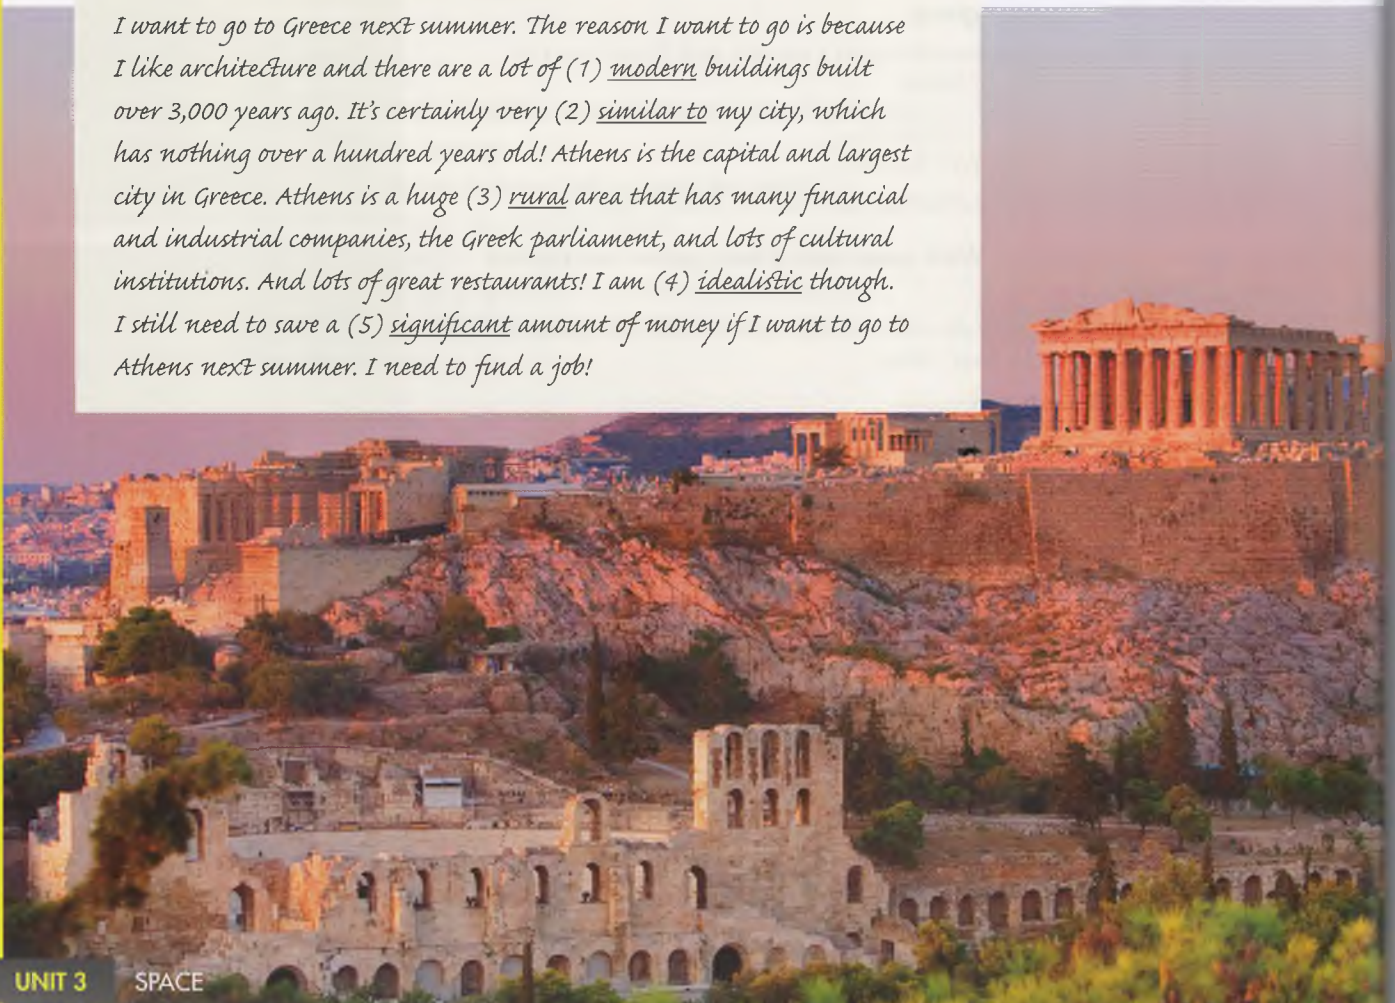 I want to go to Greece next summer. The reason I want to go is because
I like architecture and there are a lot of (1) modern buildings built
over 3,000 years ago. It's certainly very (2) similar to my city, which
has nothing over a hundred years old! Athens is the capital and largest
city in Greece. Athens is a huge (3) rural area that has many financial
and industrial companies, the Greek parliament, and lots of cultural
institutions. And lots of great restaurants! I am (4) idealistic though.
I still need to save a (5) significant amount of money if I want to go to
Athens next summer. I need to find a job!
UNIT 3 SPACE